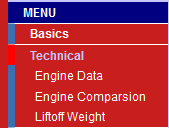 MENU
Basics
Technical
Engine Data
Engine Comparsion
Liftoff Weight